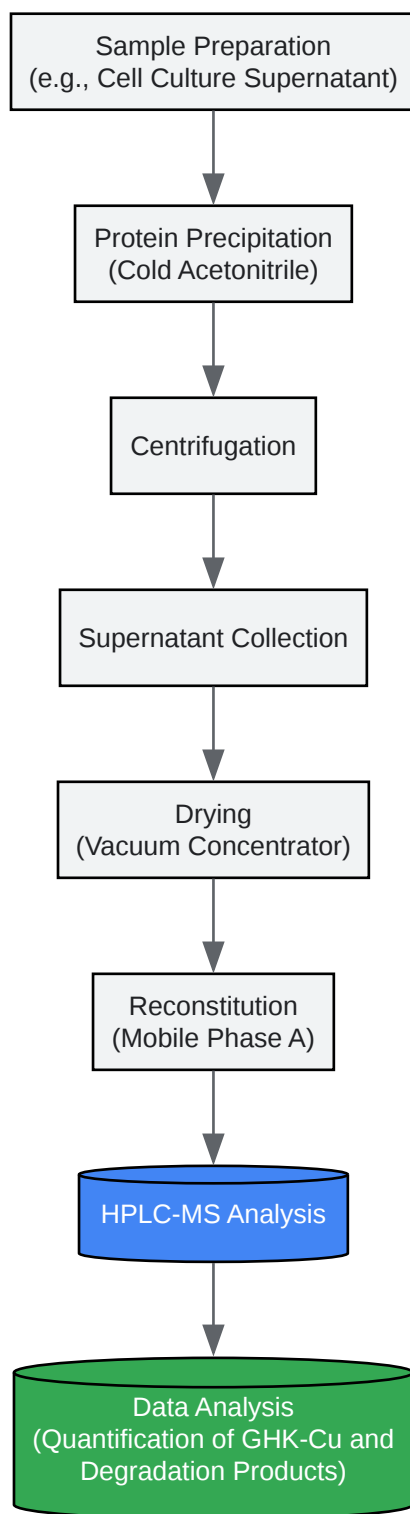 Sample Preparation
(e.g., Cell Culture Supernatant)
Protein Precipitation
(Cold Acetonitrile)
Centrifugation
Supernatant Collection
Drying
(Vacuum Concentrator)
Reconstitution
(Mobile Phase A)
HPLC-MS Analysis
Data Analysis
(Quantification of GHK-Cu and
Degradation Products)